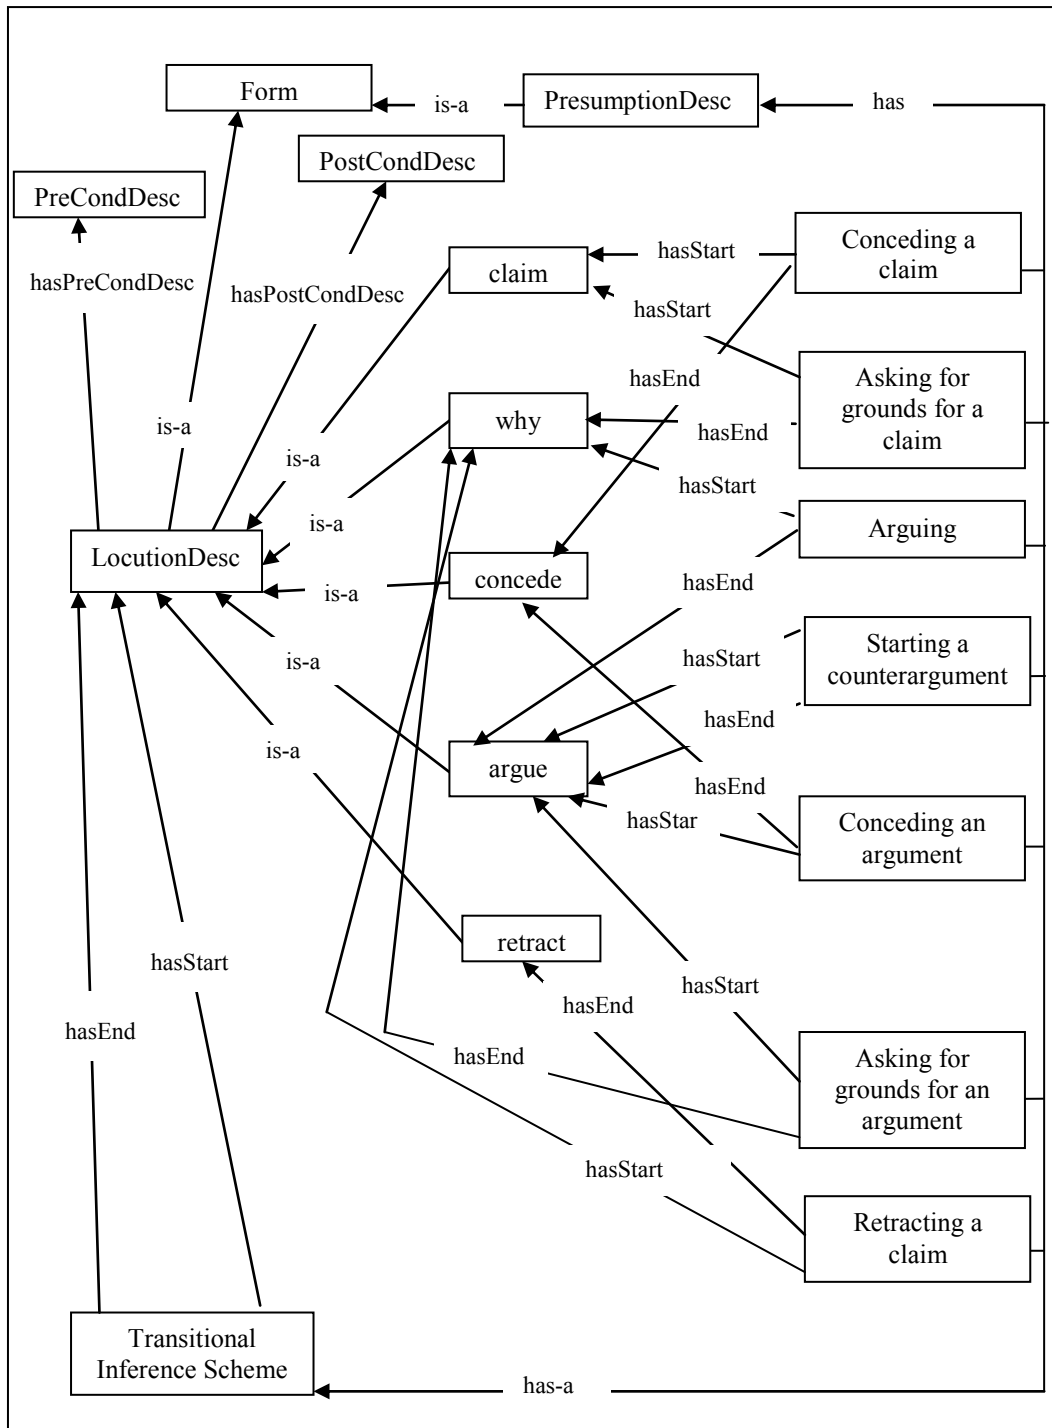 Form
is-a
PresumptionDesc
has
PostCondDesc
PreCondDesc
hasPreCondDesc
hasPostCondDesc
claim
hasStart
Conceding a
claim
hasStart
hasEnd
Asking for
grounds for a
claim
is-a
why
hasEnd
is-a
hasStart
is-a
Arguing
LocutionDesc
concede
hasEnd
is-a
is-a
hasStart
Starting a
counterargument
hasEnd
is-a
argue
hasEnd
hasStar
Conceding an
argument
retract
hasStart
hasStart
hasEnd
hasEnd
hasEnd
Asking for
grounds for an
argument
hasStart
Retracting a
claim
Transitional
Inference Scheme
has-a